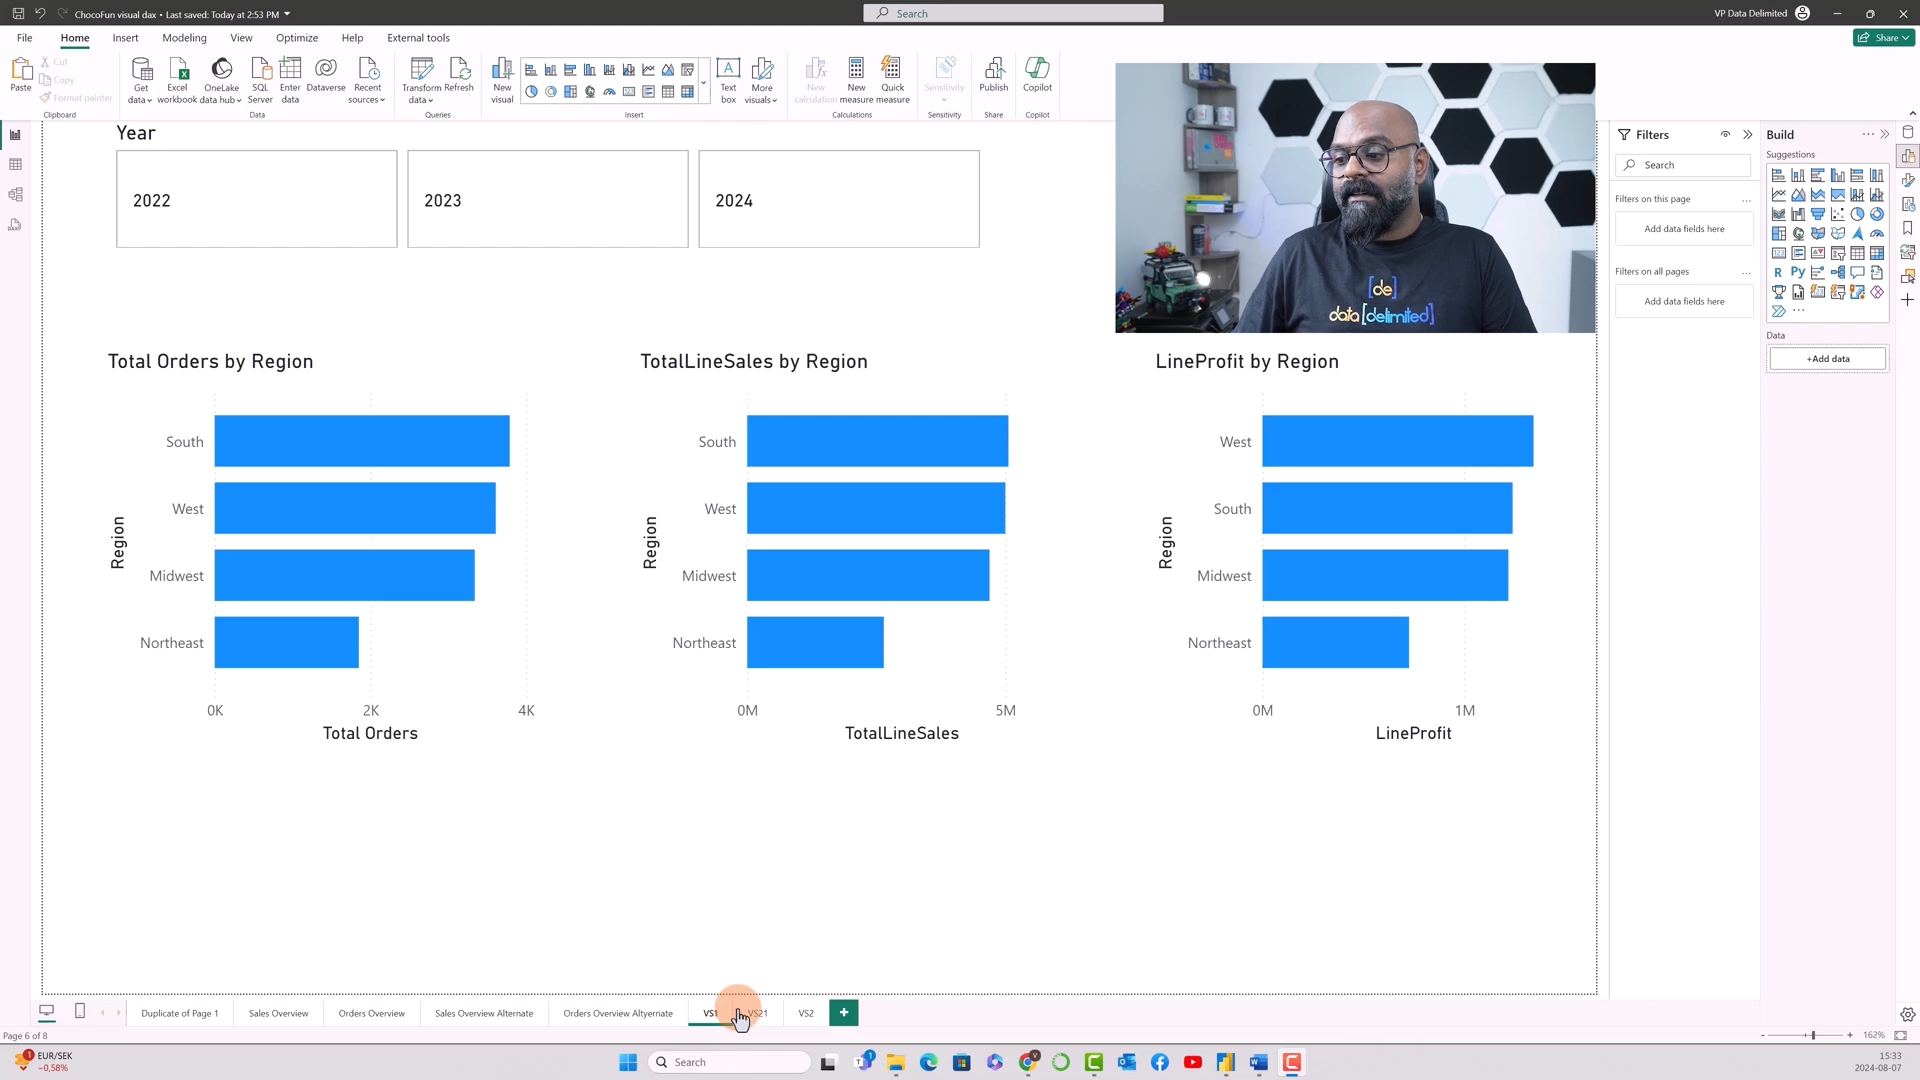 ChocoFun visual dax • Last saved: Today at 2:53 PM
Search
VP Data Delimited
File Home Insert Modeling View Optimize Help External tools
Share
Paste
Cut
Copy
Format painter
Clipboard
Get data
Excel workbook
OneLake data hub
SQL Server
Enter data
Dataverse
Recent sources
Data
Transform data
Refresh
Queries
New visual
Text box
More visuals
Insert
New calculation
New measure
Quick measure
Calculations
Sensitivity
Sensitivity
Publish
Share
Copilot
Copilot
Year
2022
2023
2024
[de]
data[delimited]
Filters
Search
Filters on this page ...
Add data fields here
Filters on all pages ...
Add data fields here
Build ...
Suggestions
R Py
...
Data
+Add data
Total Orders by Region
South
West
Midwest
Northeast
Region
0K 2K 4K
Total Orders
TotalLineSales by Region
South
West
Midwest
Northeast
Region
0M 5M
TotalLineSales
LineProfit by Region
West
South
Midwest
Northeast
Region
0M 1M
LineProfit
Duplicate of Page 1
Sales Overview
Orders Overview
Sales Overview Alternate
Orders Overview Altyernate
VS1
VS21
VS2
+
Page 6 of 8
- + 162%
1
EUR/SEK
-0,58%
Search
1
15:33
2024-08-07